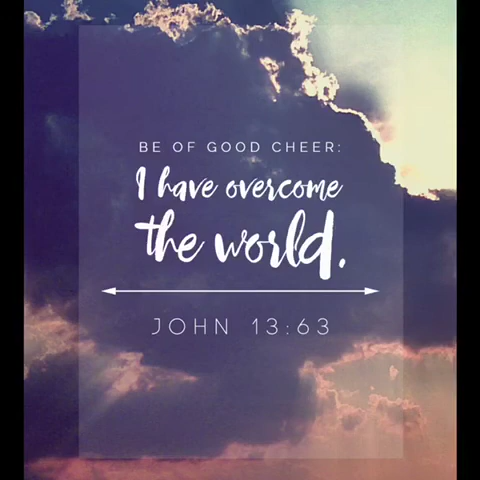 BE OF GOOD CHEER:
I have overcome
the world.
JOHN 13:63